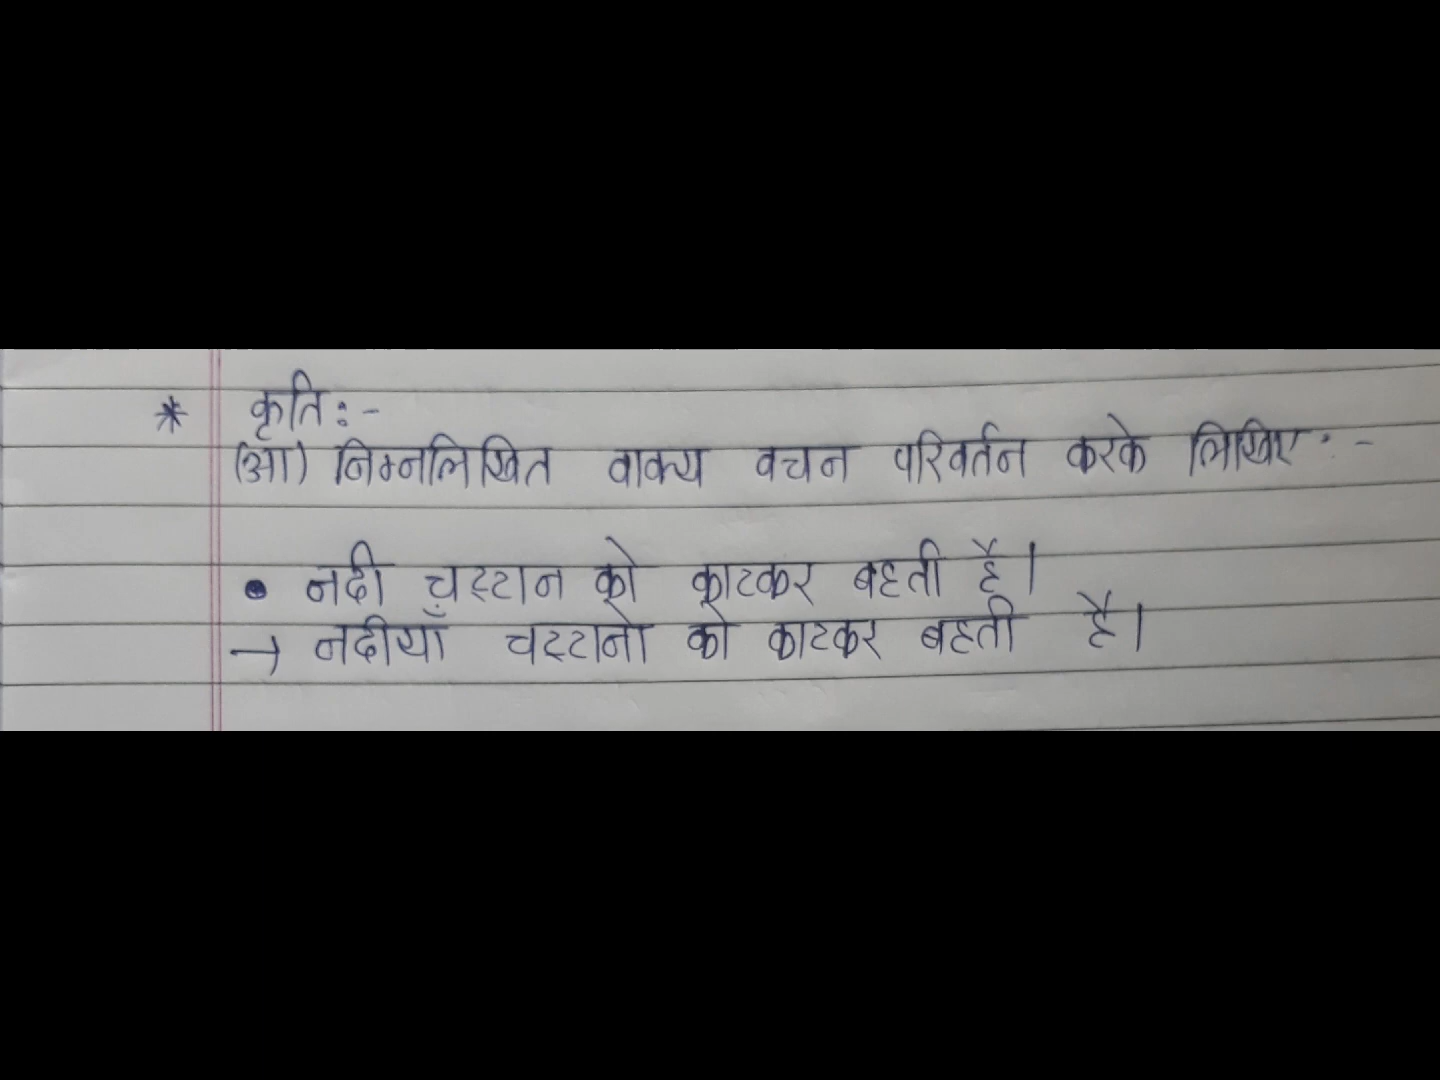 * कृति :-
(आ) निम्नलिखित वाक्य वचन परिवर्तन करके लिखिए :-
• नदी चट्टान को काटकर बहती है।
→ नदीयाँ चट्टानो को काटकर बहती है।